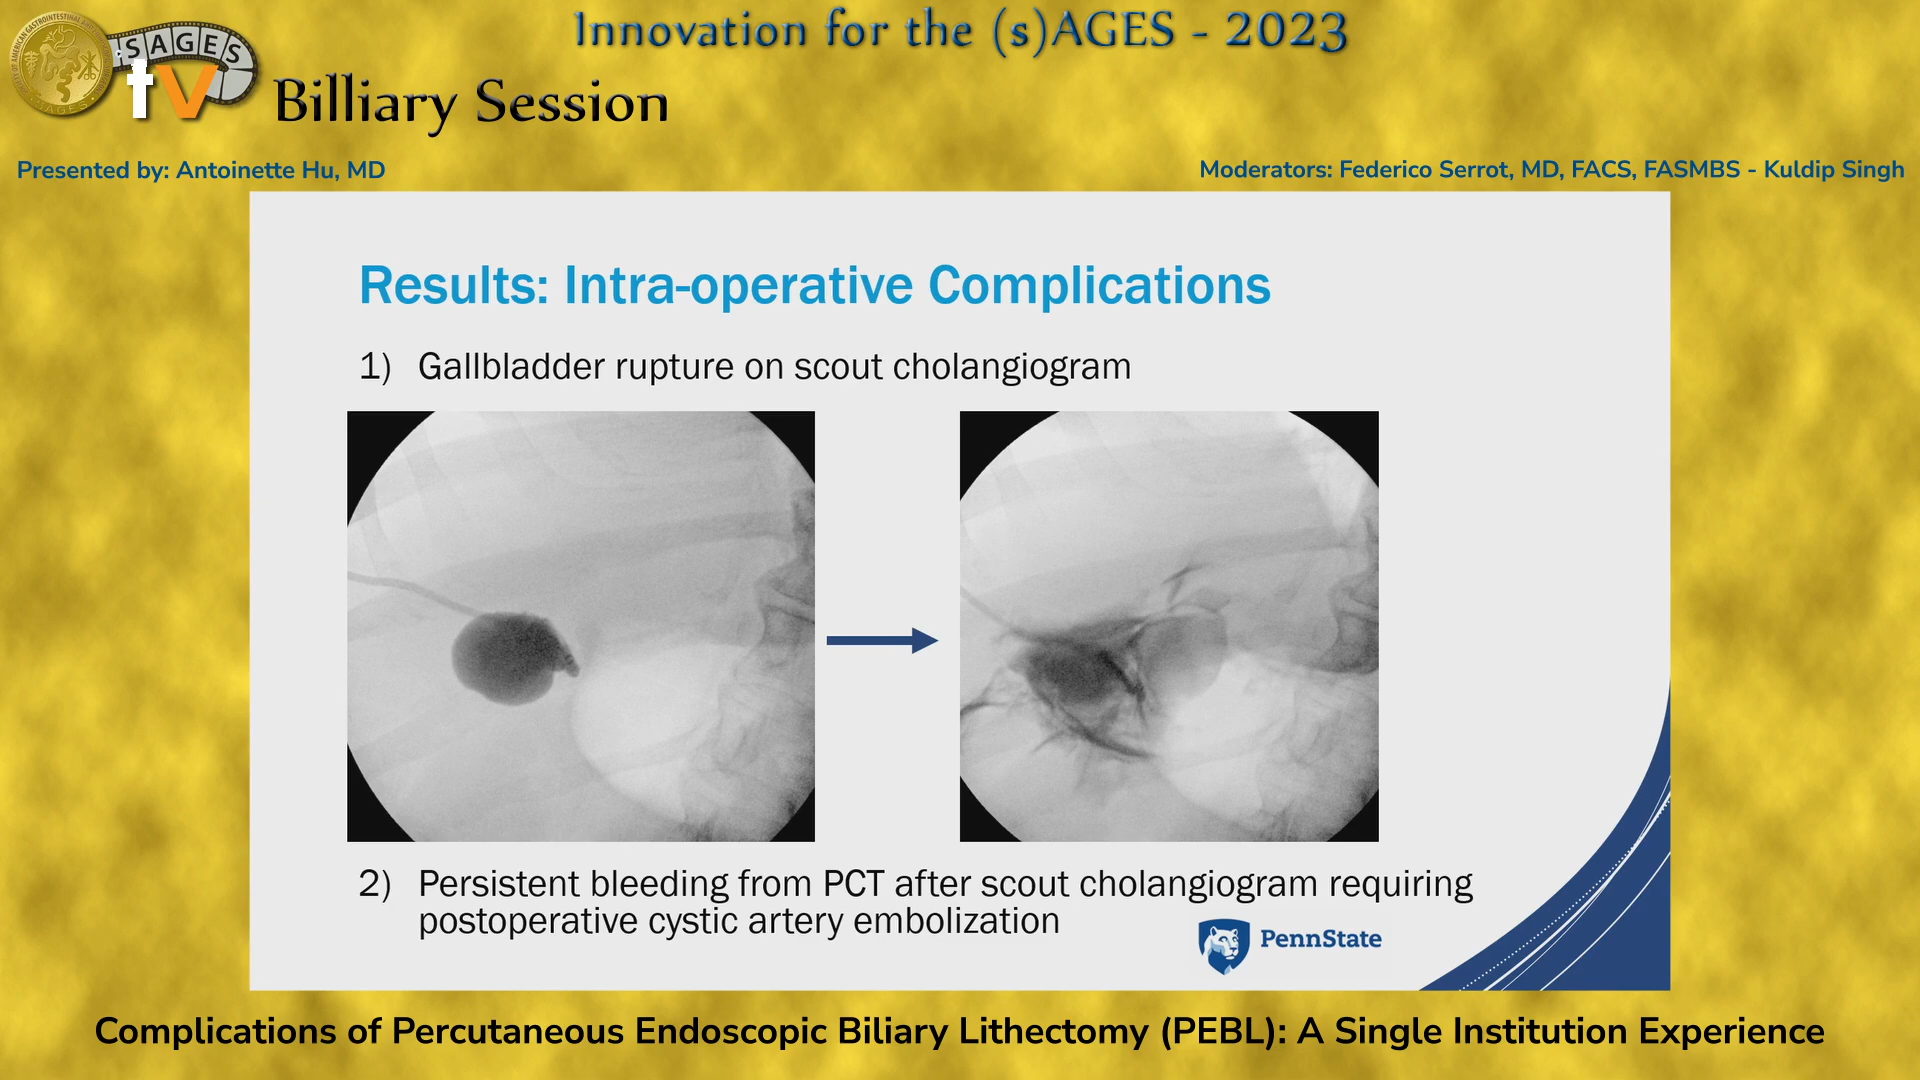 Innovation for the (s)AGES - 2023
SAGES
tv
Billiary Session
Presented by: Antoinette Hu, MD
Moderators: Federico Serrot, MD, FACS, FASMBS - Kuldip Singh
Results: Intra-operative Complications
1) Gallbladder rupture on scout cholangiogram
2) Persistent bleeding from PCT after scout cholangiogram requiring
postoperative cystic artery embolization
PennState
Complications of Percutaneous Endoscopic Biliary Lithectomy (PEBL): A Single Institution Experience